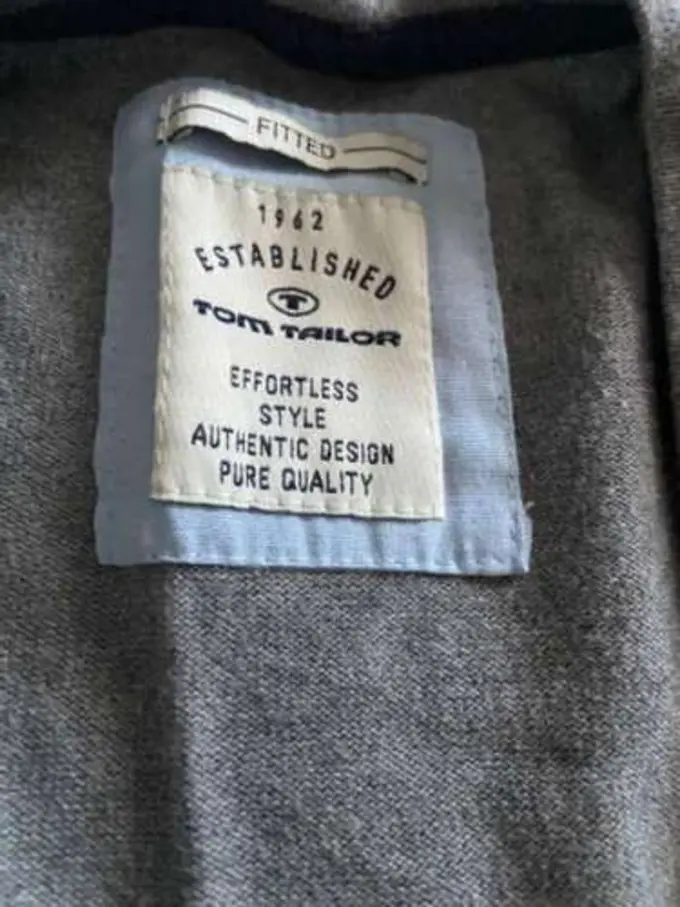 FITTED
1962
ESTABLISHED
T
TOM TAILOR
EFFORTLESS
STYLE
AUTHENTIC DESIGN
PURE QUALITY